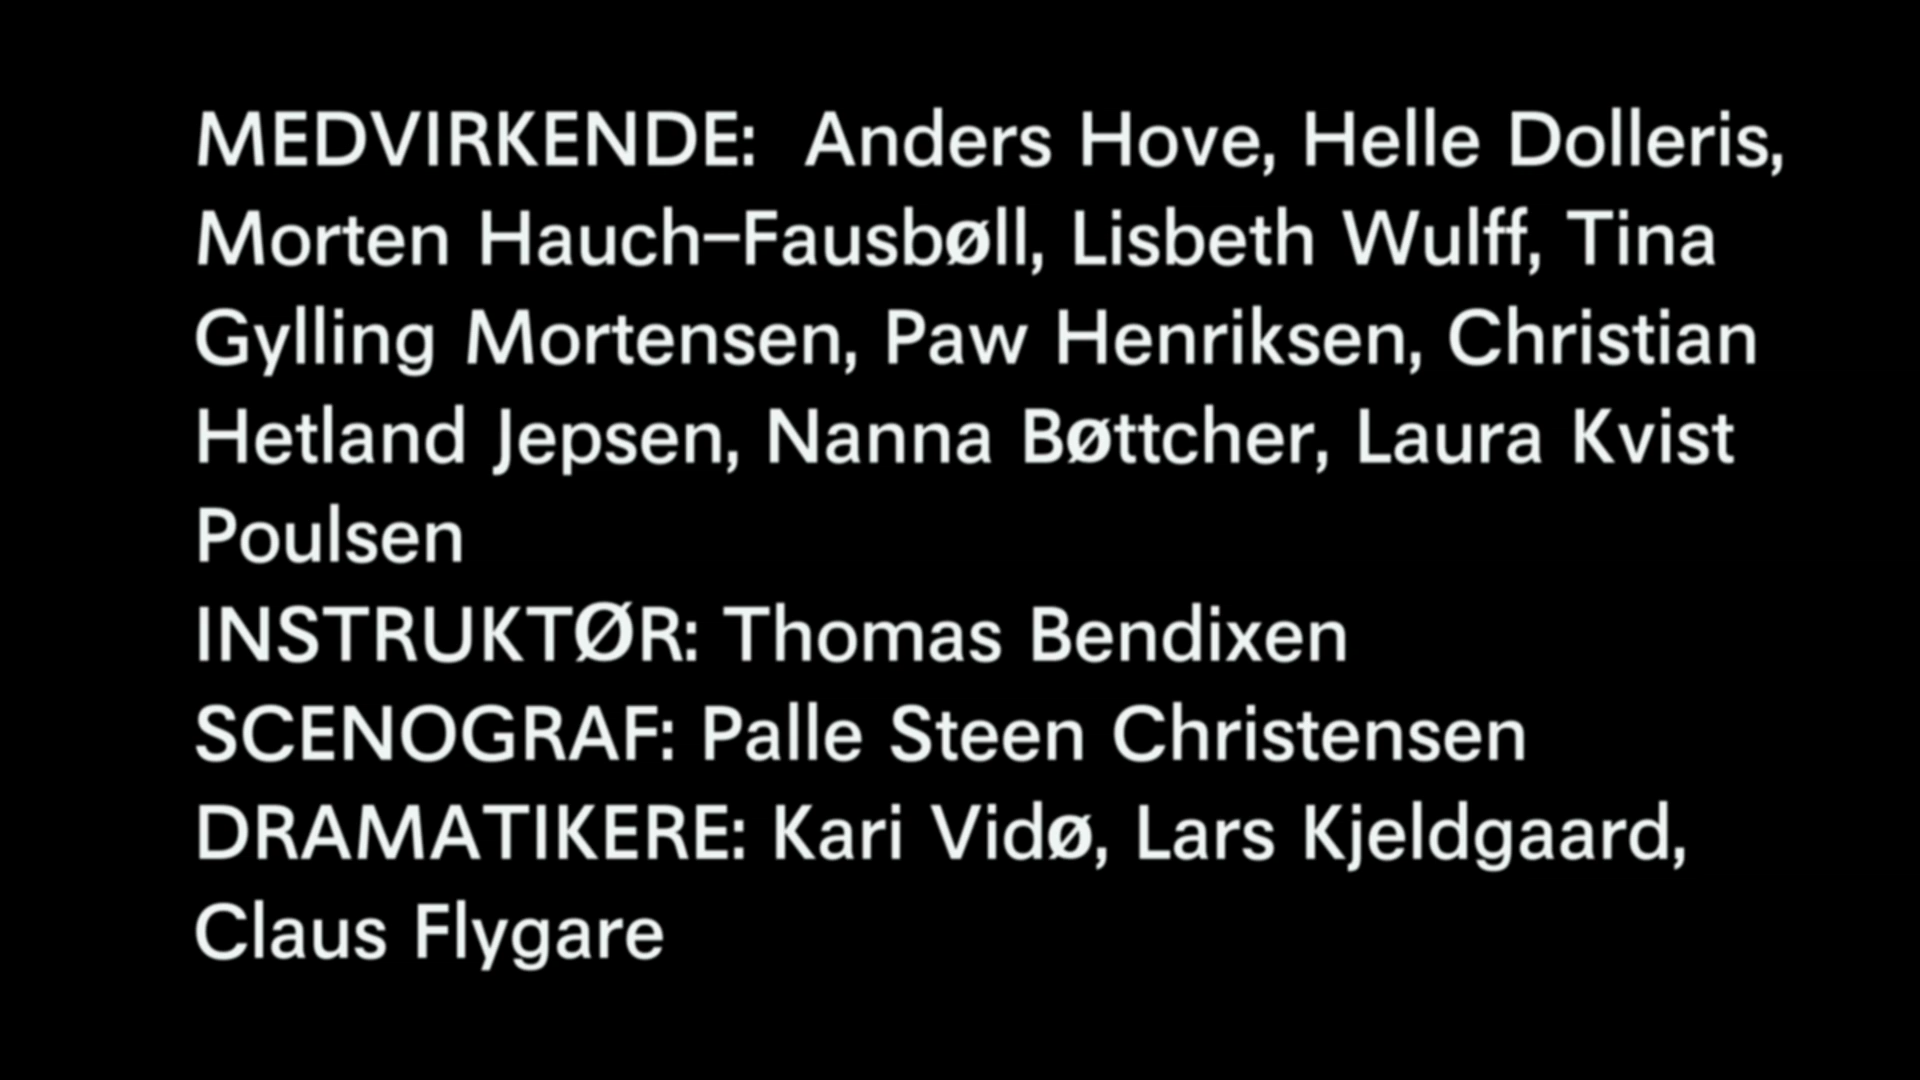 MEDVIRKENDE: Anders Hove, Helle Dolleris,
Morten Hauch-Fausbøll, Lisbeth Wulff, Tina
Gylling Mortensen, Paw Henriksen, Christian
Hetland Jepsen, Nanna Bøttcher, Laura Kvist
Poulsen
INSTRUKTØR: Thomas Bendixen
SCENOGRAF: Palle Steen Christensen
DRAMATIKERE: Kari Vidø, Lars Kjeldgaard,
Claus Flygare